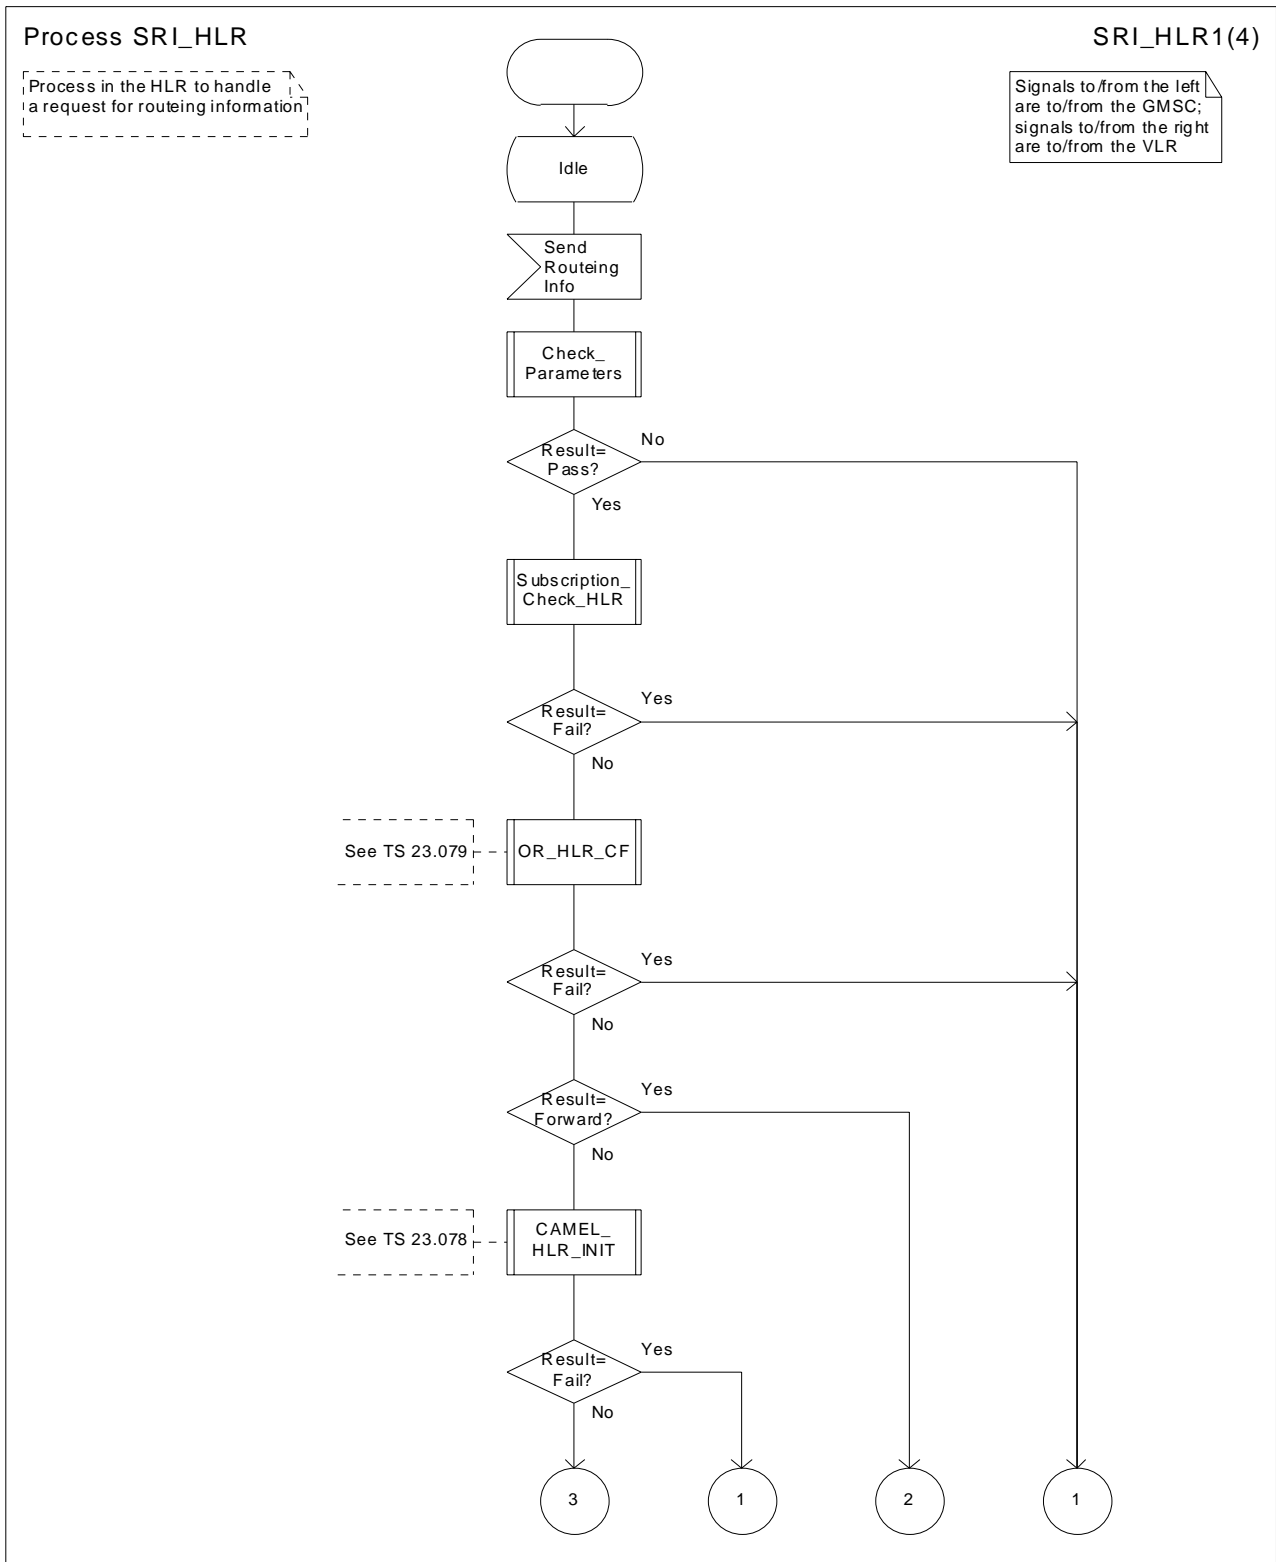 Process SRI_HLR
SRI_HLR1(4)
Process in the HLR to handle
a request for routeing information
Signals to/from the left
are to/from the GMSC;
signals to/from the right
are to/from the VLR
Idle
Send
Routeing
Info
Check_
Parameters
Result=
Pass?
No
Yes
Subscription_
Check_HLR
Result=
Fail?
Yes
No
See TS 23.079
OR_HLR_CF
Result=
Fail?
Yes
No
Result=
Forward?
Yes
No
See TS 23.078
CAMEL_
HLR_INIT
Result=
Fail?
Yes
No
3
1
2
1